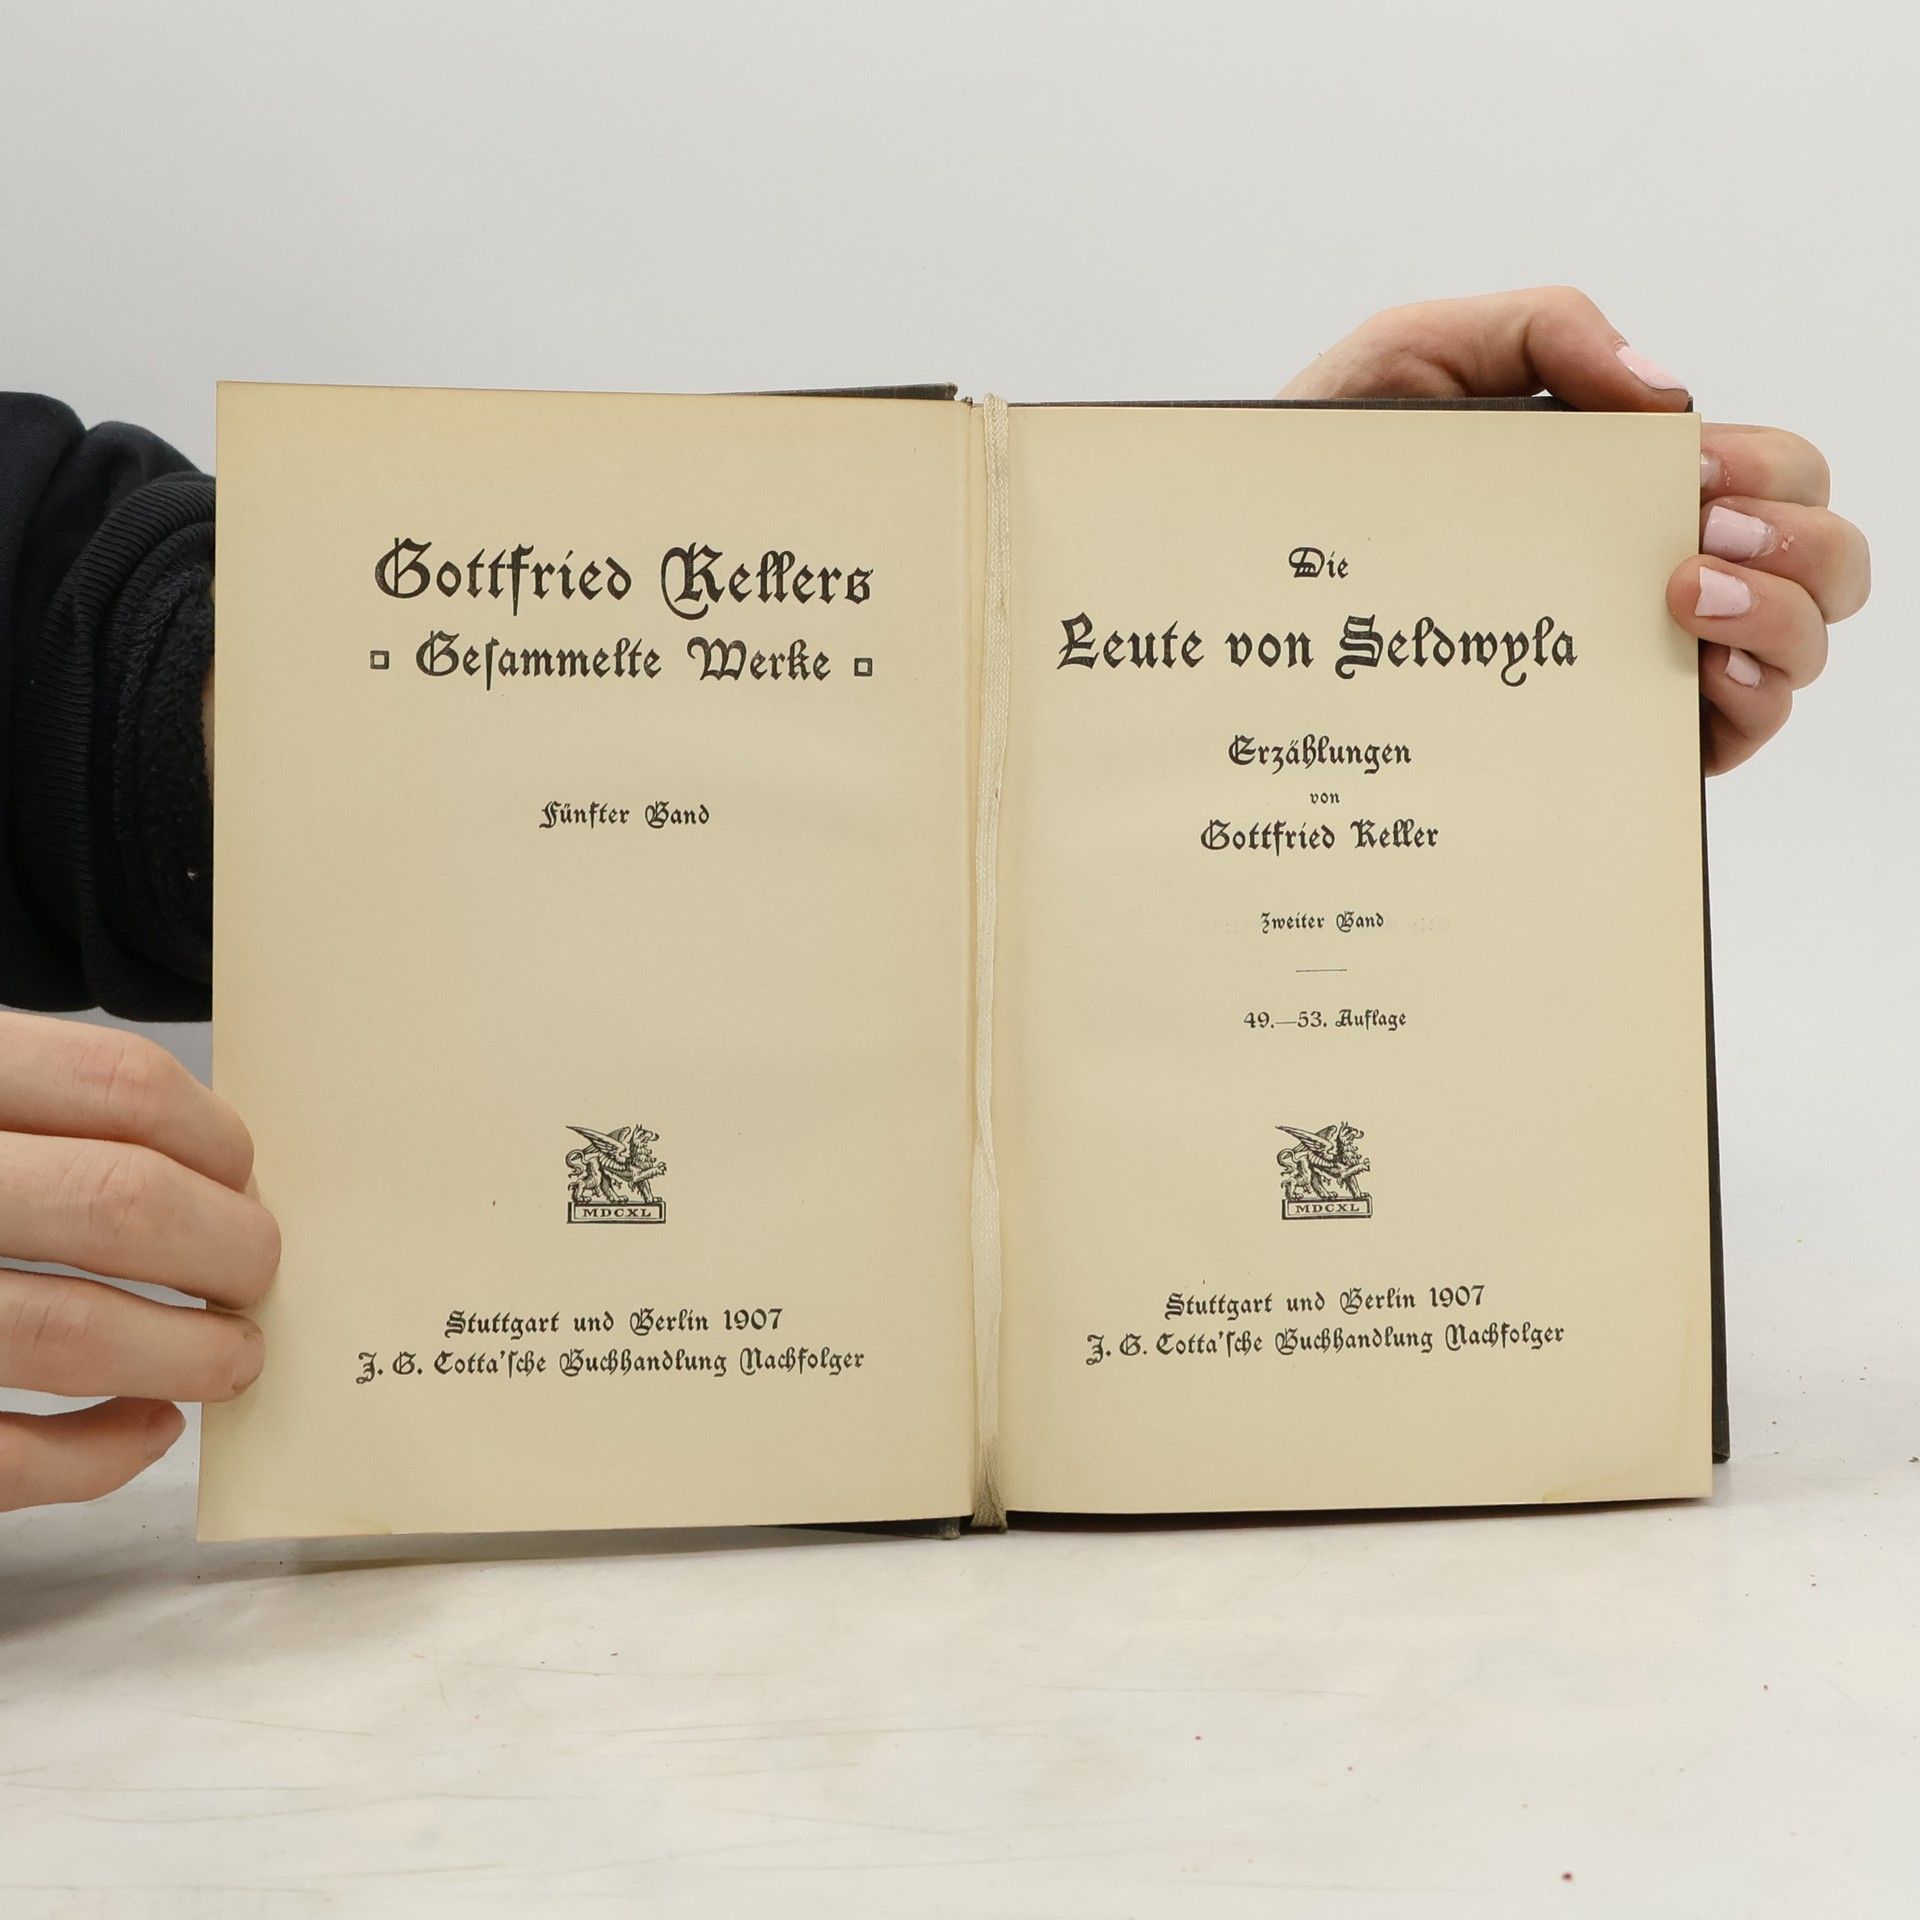 Gottfried Kellers
▫ Geſammelte Werke ▫
Fünfter Band
MDCXL
Stuttgart und Berlin 1907
J. G. Cotta'ſche Buchhandlung Nachfolger
Die
Leute von Seldwyla
Erzählungen
von
Gottfried Keller
Zweiter Band
49.—53. Auflage
MDCXL
Stuttgart und Berlin 1907
J. G. Cotta'ſche Buchhandlung Nachfolger